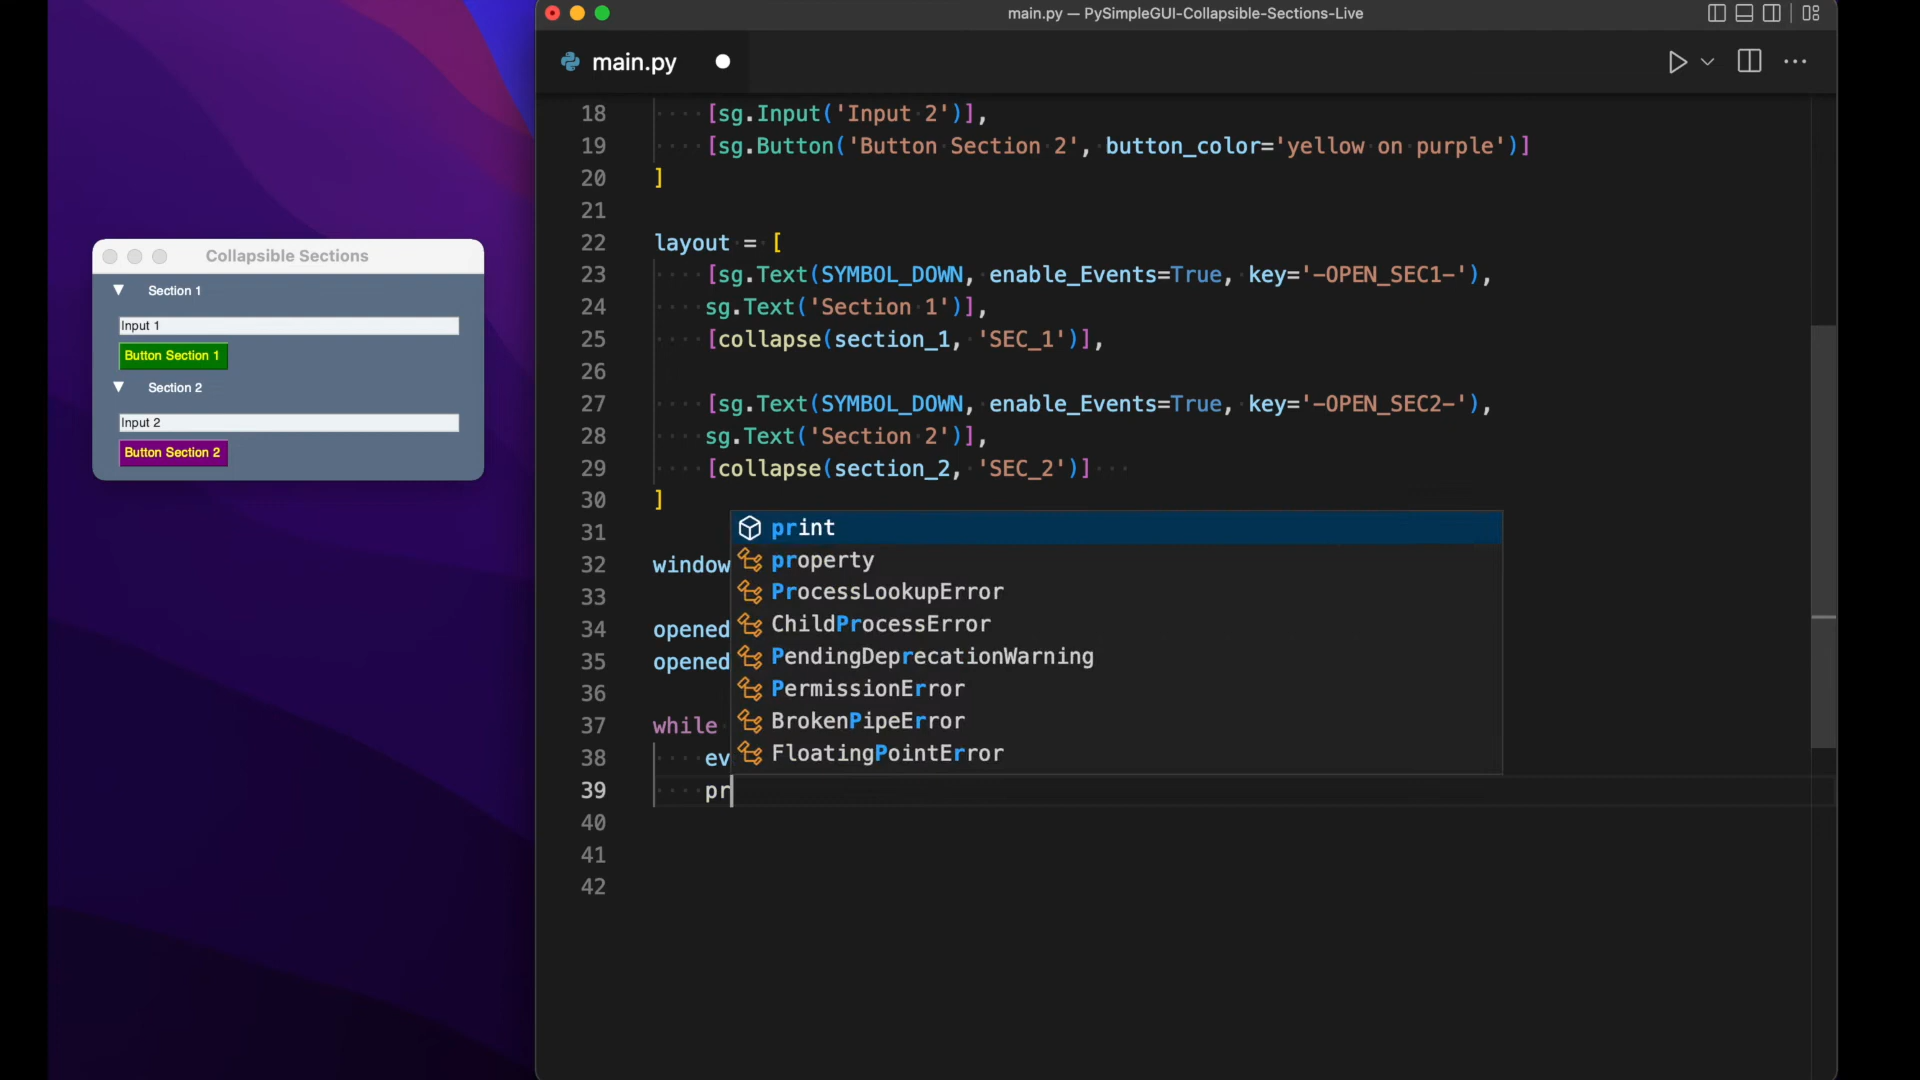 main.py — PySimpleGUI-Collapsible-Sections-Live
main.py
18 [sg.Input('Input 2')],
19 [sg.Button('Button Section 2', button_color='yellow on purple')]
20 ]
21
22 layout = [
23 [sg.Text(SYMBOL_DOWN, enable_Events=True, key='-OPEN_SEC1-'),
24 sg.Text('Section 1')],
25 [collapse(section_1, 'SEC_1')],
26
27 [sg.Text(SYMBOL_DOWN, enable_Events=True, key='-OPEN_SEC2-'),
28 sg.Text('Section 2')],
29 [collapse(section_2, 'SEC_2')]
30 ]
31
32 window
33
34 opened
35 opened
36
37 while
38 ev
39 pr
40
41
42
print
property
ProcessLookupError
ChildProcessError
PendingDeprecationWarning
PermissionError
BrokenPipeError
FloatingPointError
Collapsible Sections
▼ Section 1
Input 1
Button Section 1
▼ Section 2
Input 2
Button Section 2